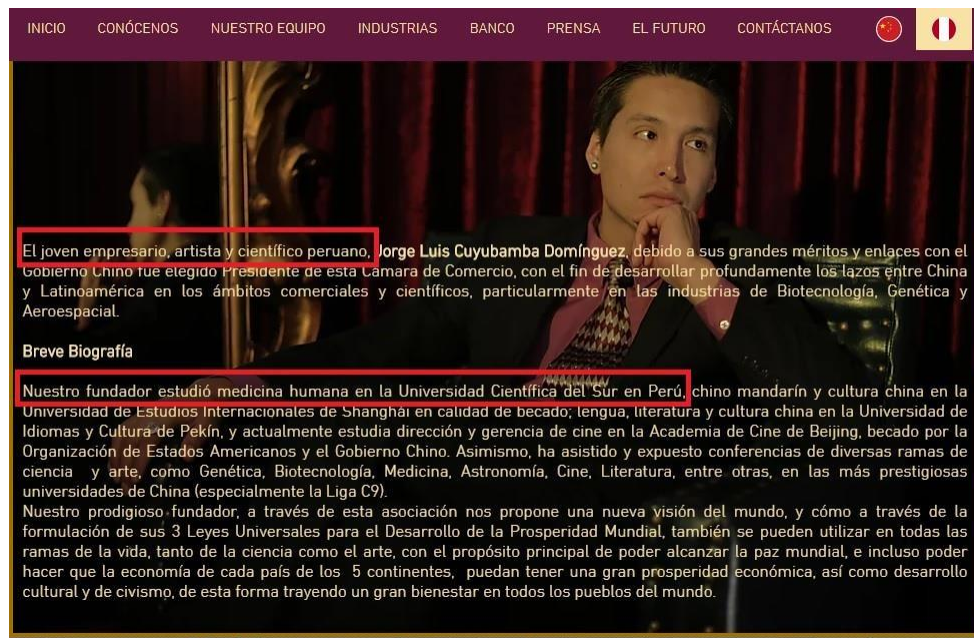 INICIO CONÓCENOS NUESTRO EQUIPO INDUSTRIAS BANCO PRENSA EL FUTURO CONTÁCTANOS
El joven empresario, artista y científico peruano, Jorge Luis Cuyubamba Domínguez, debido a sus grandes méritos y enlaces con el
Gobierno Chino fue elegido Presidente de esta Cámara de Comercio, con el fin de desarrollar profundamente los lazos entre China
y Latinoamérica en los ámbitos comerciales y científicos, particularmente en las industrias de Biotecnología, Genética y
Aeroespacial.
Breve Biografía
Nuestro fundador estudió medicina humana en la Universidad Científica del Sur en Perú, chino mandarín y cultura china en la
Universidad de Estudios Internacionales de Shanghái en calidad de becado; lengua, literatura y cultura china en la Universidad de
Idiomas y Cultura de Pekín, y actualmente estudia dirección y gerencia de cine en la Academia de Cine de Beijing, becado por la
Organización de Estados Americanos y el Gobierno Chino. Asimismo, ha asistido y expuesto conferencias de diversas ramas de
ciencia y arte, como Genética, Biotecnología, Medicina, Astronomía, Cine, Literatura, entre otras, en las más prestigiosas
universidades de China (especialmente la Liga C9).
Nuestro prodigioso fundador, a través de esta asociación nos propone una nueva visión del mundo, y cómo a través de la
formulación de sus 3 Leyes Universales para el Desarrollo de la Prosperidad Mundial, también se pueden utilizar en todas las
ramas de la vida, tanto de la ciencia como el arte, con el propósito principal de poder alcanzar la paz mundial, e incluso poder
hacer que la economía de cada país de los 5 continentes, puedan tener una gran prosperidad económica, así como desarrollo
cultural y de civismo, de esta forma trayendo un gran bienestar en todos los pueblos del mundo.